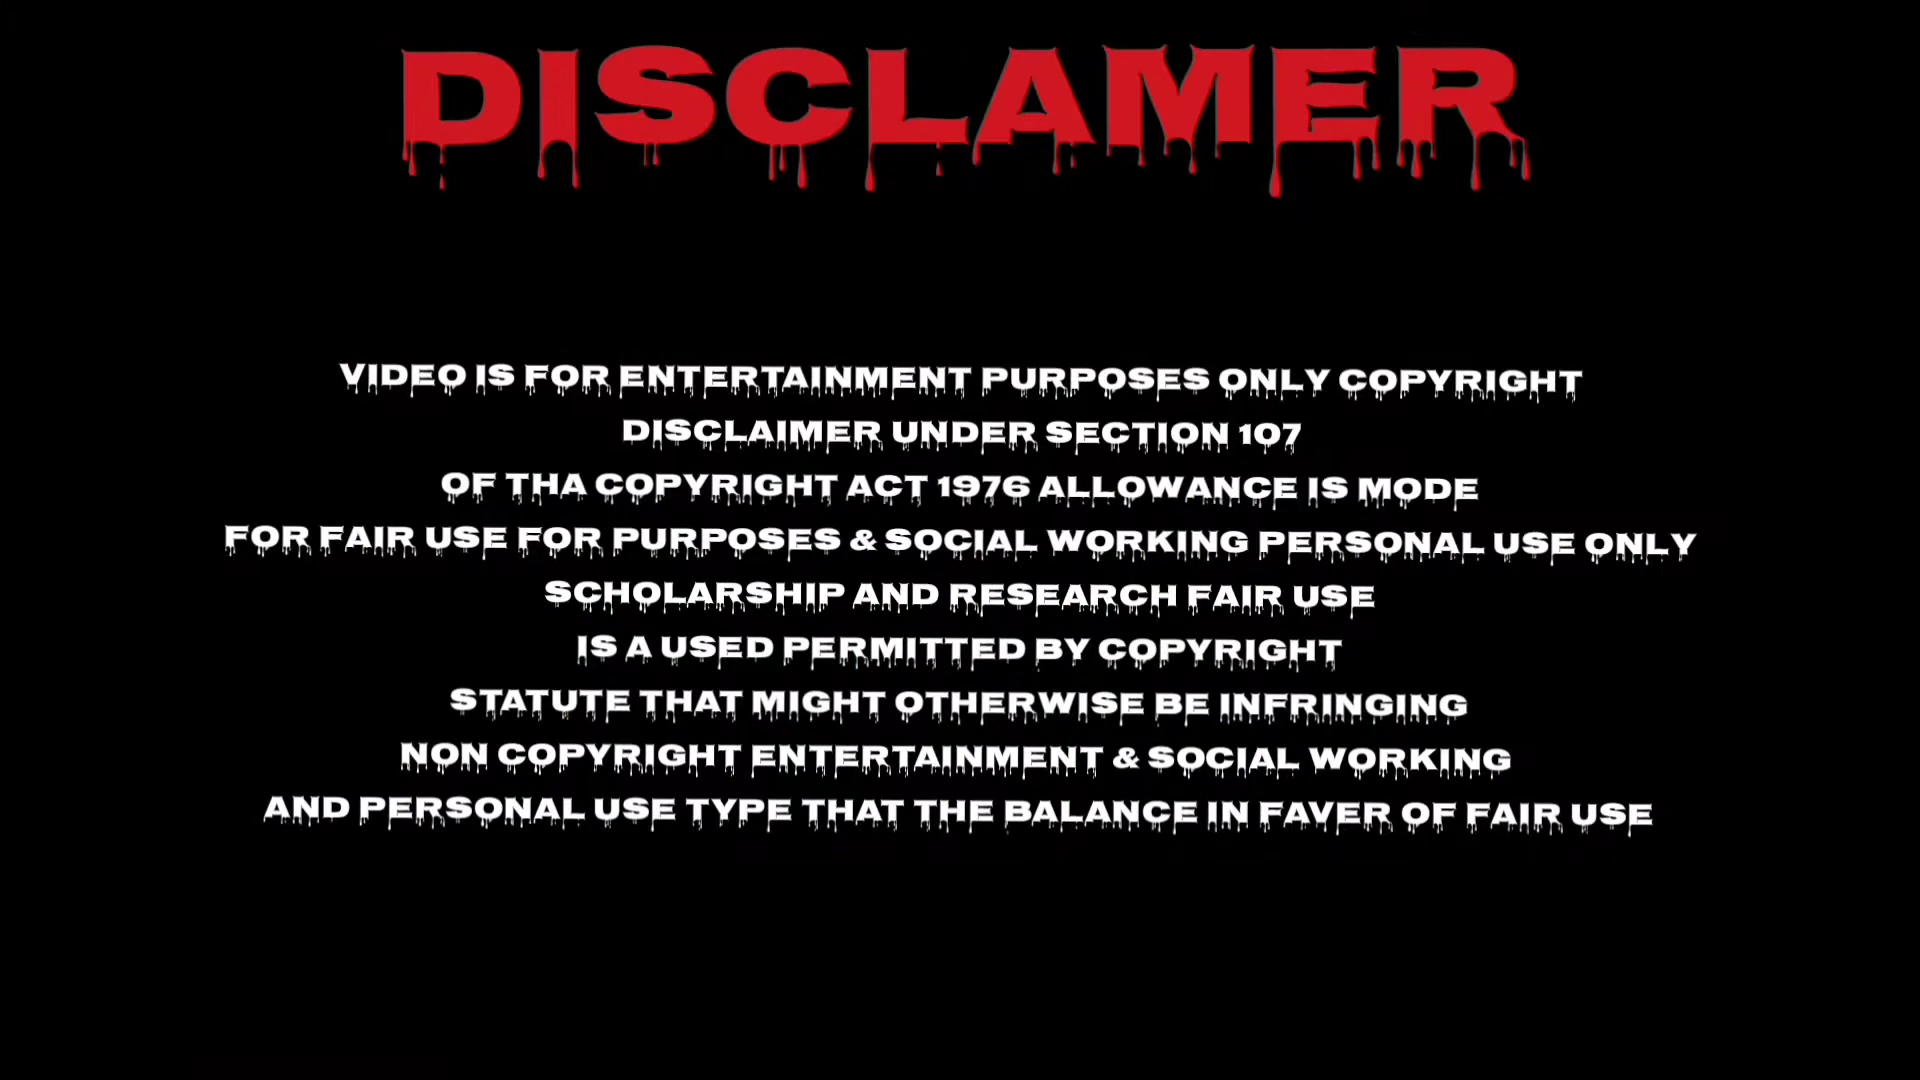 DISCLAMER
VIDEO IS FOR ENTERTAINMENT PURPOSES ONLY COPYRIGHT
DISCLAIMER UNDER SECTION 107
OF THA COPYRIGHT ACT 1976 ALLOWANCE IS MODE
FOR FAIR USE FOR PURPOSES & SOCIAL WORKING PERSONAL USE ONLY
SCHOLARSHIP AND RESEARCH FAIR USE
IS A USED PERMITTED BY COPYRIGHT
STATUTE THAT MIGHT OTHERWISE BE INFRINGING
NON COPYRIGHT ENTERTAINMENT & SOCIAL WORKING
AND PERSONAL USE TYPE THAT THE BALANCE IN FAVER OF FAIR USE